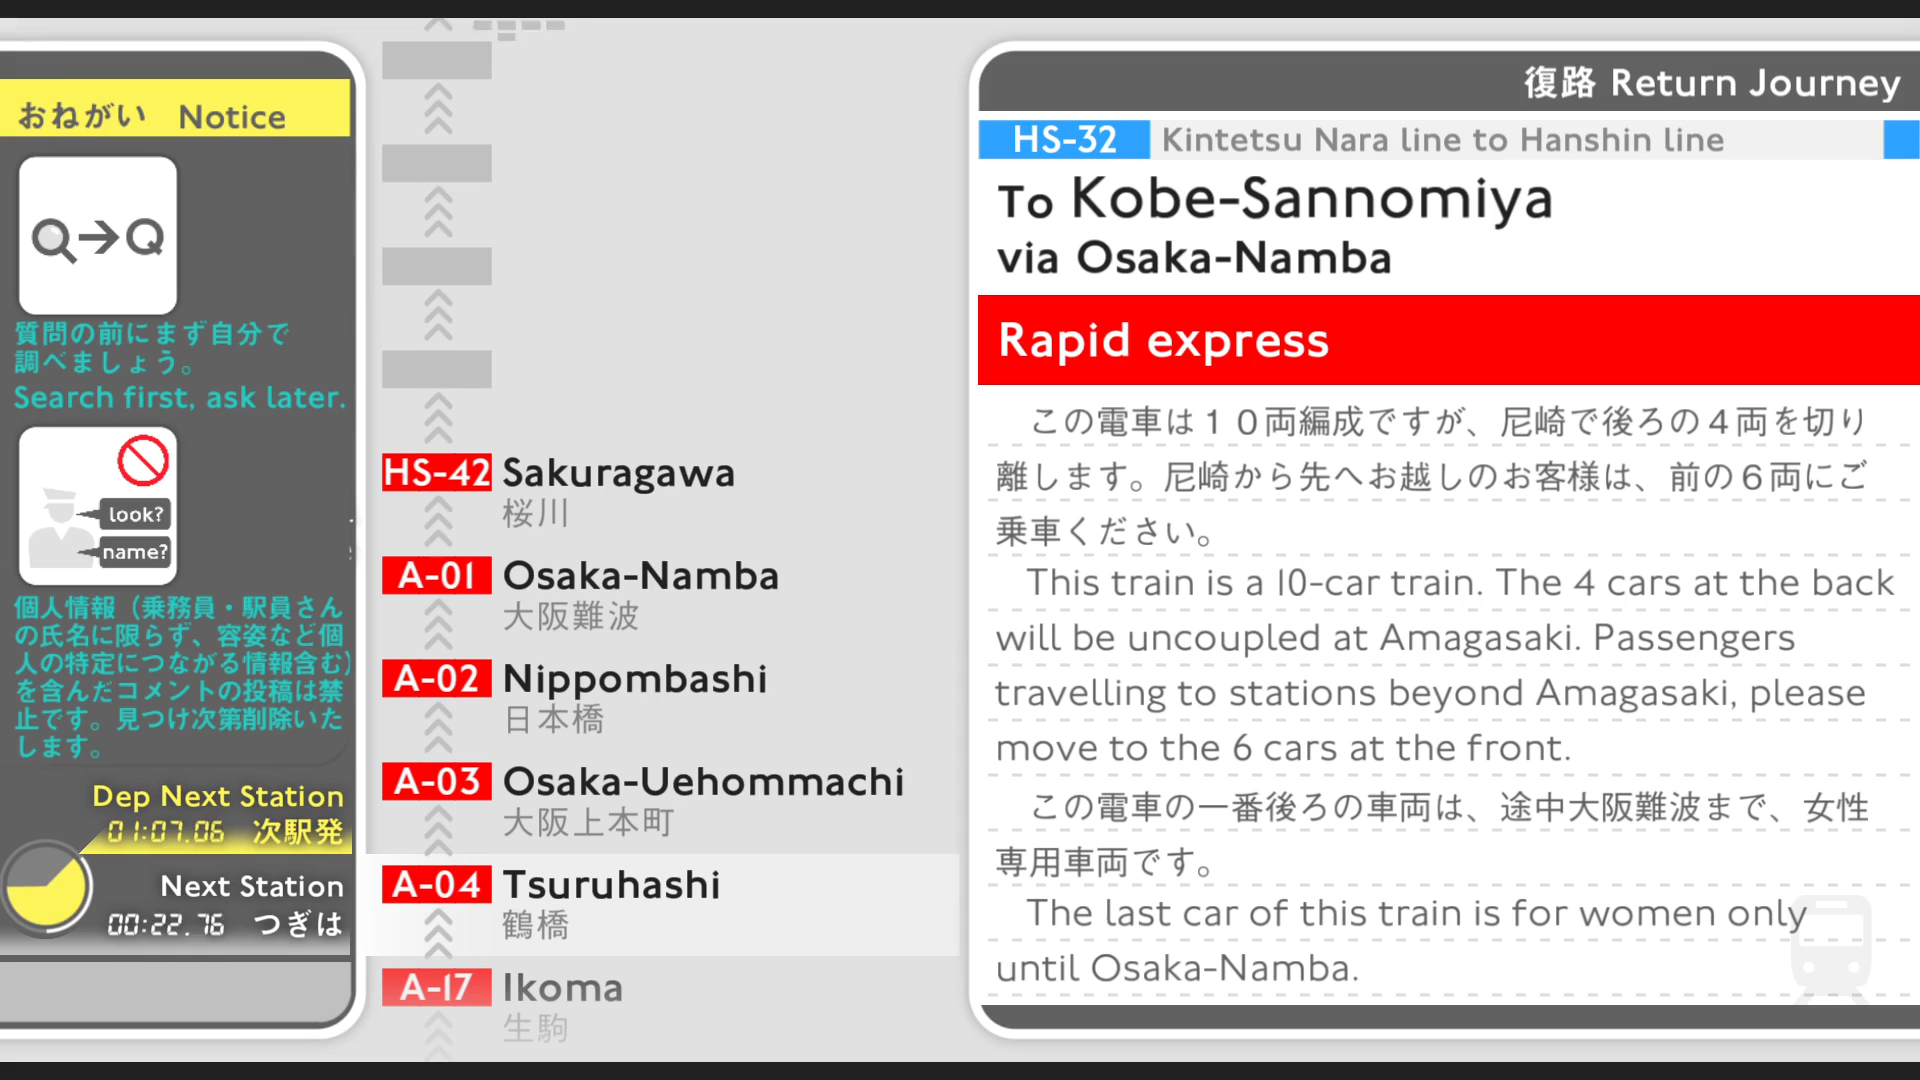 おねがい Notice
Q→Q
質問の前にまず自分で
調べましょう。
Search first, ask later.
look?
name?
個人情報（乗務員・駅員さん
の氏名に限らず、容姿など個
人の特定につながる情報含む）
を含んだコメントの投稿は禁
止です。見つけ次第削除いた
します。
Dep Next Station
01:07.06 次駅発
Next Station
00:22.76 つぎは
HS-42 Sakuragawa
桜川
A-01 Osaka-Namba
大阪難波
A-02 Nippombashi
日本橋
A-03 Osaka-Uehommachi
大阪上本町
A-04 Tsuruhashi
鶴橋
A-17 Ikoma
生駒
復路 Return Journey
HS-32 Kintetsu Nara line to Hanshin line
To Kobe-Sannomiya
via Osaka-Namba
Rapid express
この電車は１０両編成ですが、尼崎で後ろの４両を切り
離します。尼崎から先へお越しのお客様は、前の６両にご
乗車ください。
This train is a 10-car train. The 4 cars at the back
will be uncoupled at Amagasaki. Passengers
travelling to stations beyond Amagasaki, please
move to the 6 cars at the front.
この電車の一番後ろの車両は、途中大阪難波まで、女性
専用車両です。
The last car of this train is for women only
until Osaka-Namba.